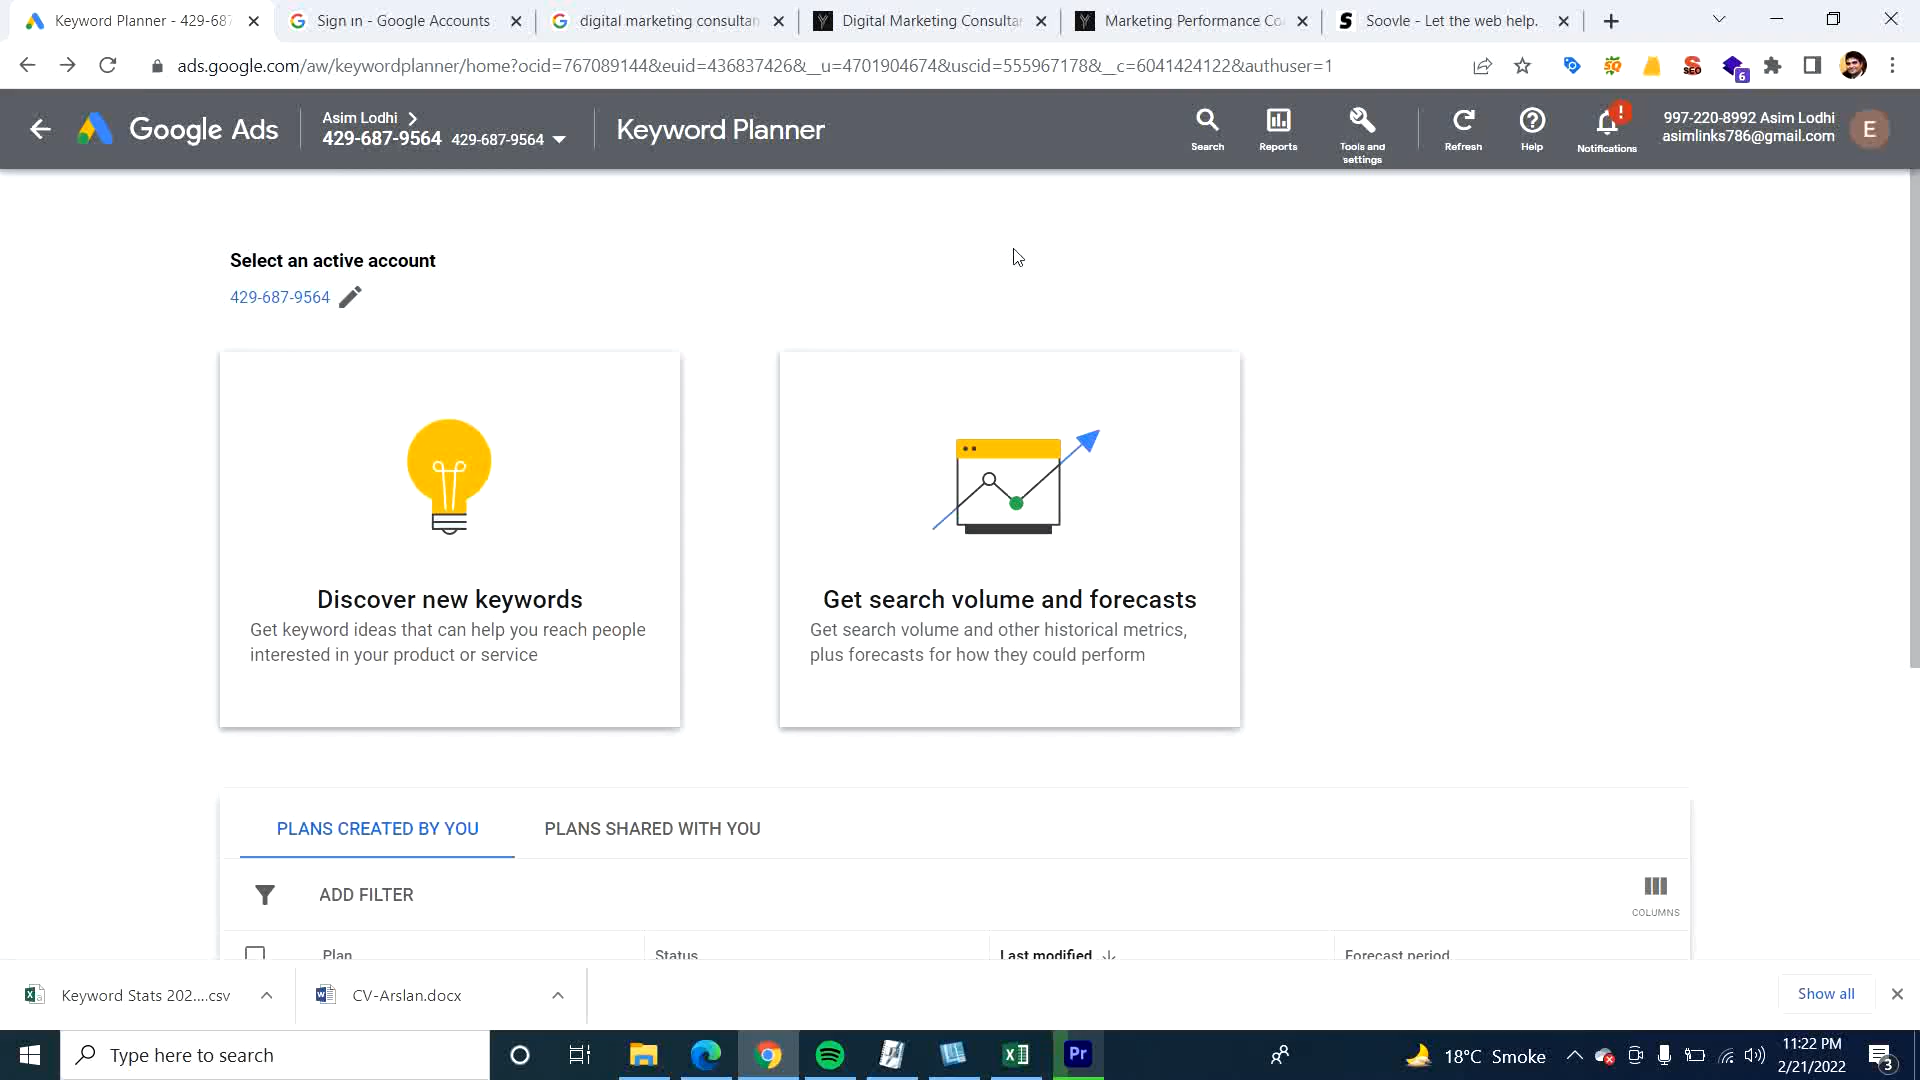 Keyword Planner - 429-687
Sign in - Google Accounts
digital marketing consultan
Digital Marketing Consulta
Marketing Performance Co
Soovle - Let the web help.
ads.google.com/aw/keywordplanner/home?ocid=767089144&euid=436837426&__u=4701904674&uscid=555967178&__c=6041424122&authuser=1
SQ
SEO
6
Google Ads
Asim Lodhi
429-687-9564 429-687-9564
Keyword Planner
Search
Reports
Tools and
settings
Refresh
Help
!
Notifications
997-220-8992 Asim Lodhi
asimlinks786@gmail.com
E
Select an active account
429-687-9564
Discover new keywords
Get keyword ideas that can help you reach people
interested in your product or service
Get search volume and forecasts
Get search volume and other historical metrics,
plus forecasts for how they could perform
PLANS CREATED BY YOU
PLANS SHARED WITH YOU
ADD FILTER
COLUMNS
Plan
Status
Last modified
Forecast period
Keyword Stats 202....csv
CV-Arslan.docx
Show all
Type here to search
Pr
18°C Smoke
11:22 PM
2/21/2022
3